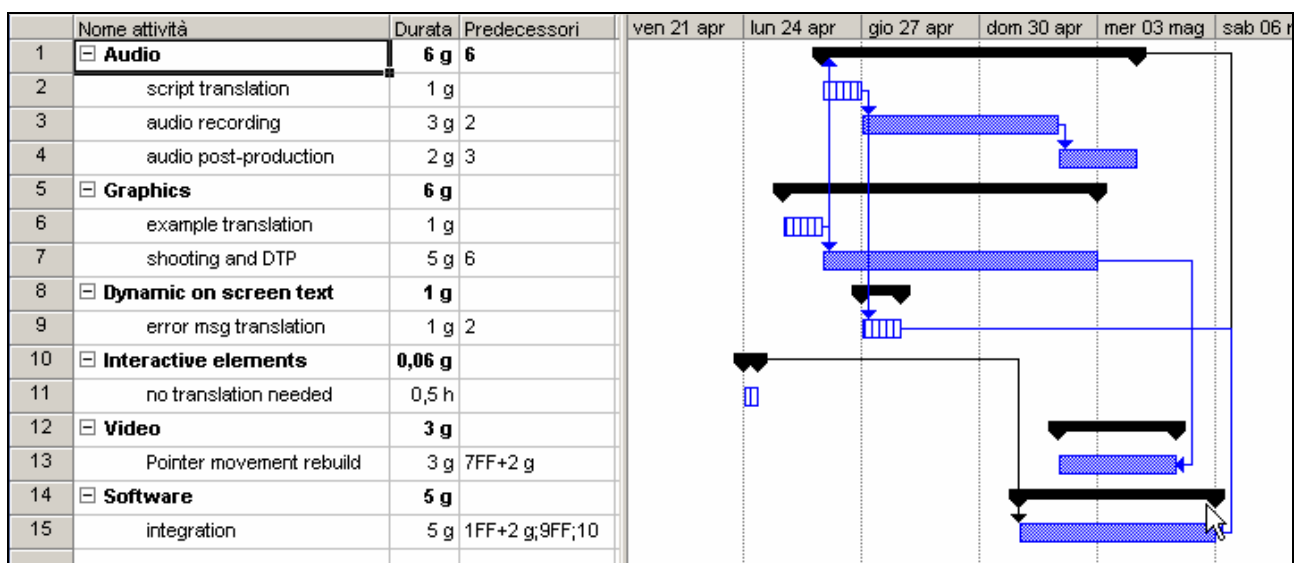 Nome attività Durata Predecessori ven 21 apr lun 24 apr gio 27 apr dom 30 apr mer 03 mag sab 06
1 Audio 6 g 6
2 script translation 1 g
3 audio recording 3 g 2
4 audio post-production 2 g 3
5 Graphics 6 g
6 example translation 1 g
7 shooting and DTP 5 g 6
8 Dynamic on screen text 1 g
9 error msg translation 1 g 2
10 Interactive elements 0,06 g
11 no translation needed 0,5 h
12 Video 3 g
13 Pointer movement rebuild 3 g 7FF+2 g
14 Software 5 g
15 integration 5 g 1FF+2 g;9FF;10